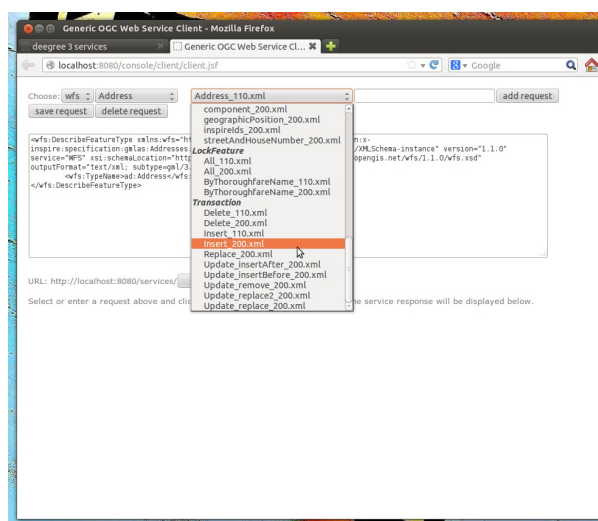 Generic OGC Web Service Client - Mozilla Firefox
deegree 3 services
Generic OGC Web Service Cl...
localhost:8080/console/client/client.jsf
Google
Choose: wfs Address Address_110.xml add request
save request delete request
component_200.xml
geographicPosition_200.xml
inspireIds_200.xml
streetAndHouseNumber_200.xml
LockFeature
All_110.xml
All_200.xml
ByThoroughfareName_110.xml
ByThoroughfareName_200.xml
Transaction
Delete_110.xml
Delete_200.xml
Insert_110.xml
Insert_200.xml
Replace_200.xml
Update_insertAfter_200.xml
Update_insertBefore_200.xml
Update_remove_200.xml
Update_replace2_200.xml
Update_replace_200.xml
<wfs:DescribeFeatureType xmlns:wfs="ht n:x-
inspire:specification:gmlas:Addresses: /XMLSchema-instance" version="1.1.0"
service="WFS" xsi:schemaLocation="http opengis.net/wfs/1.1.0/wfs.xsd"
outputFormat="text/xml; subtype=gml/3.
<wfs:TypeName>ad:Address</wfs:
</wfs:DescribeFeatureType>
URL: http://localhost:8080/services/
Select or enter a request above and clic he service response will be displayed below.